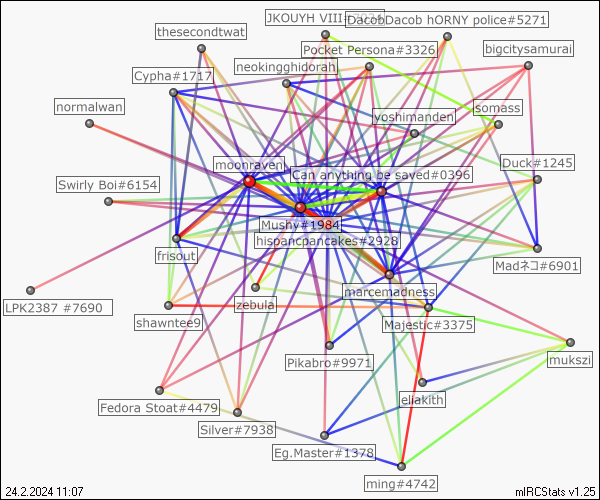 JKOUYH VIII
DacobDacob hORNY police#5271
thesecondtwat
Pocket Persona#3326
bigcitysamurai
neokingghidorah
Cypha#1717
normalwan
yoshimanden
somass
moonraven
Can anything be saved#0396
Duck#1245
Swirly Boi#6154
Mushy#1984
hispancpancakes#2928
frisout
Madネコ#6901
marcemadness
LPK2387 #7690
zebula
shawntee9
Majestic#3375
Pikabro#9971
mukszi
eliakith
Fedora Stoat#4479
Silver#7938
Eg.Master#1378
ming#4742
24.2.2024 11:07
mIRCStats v1.25